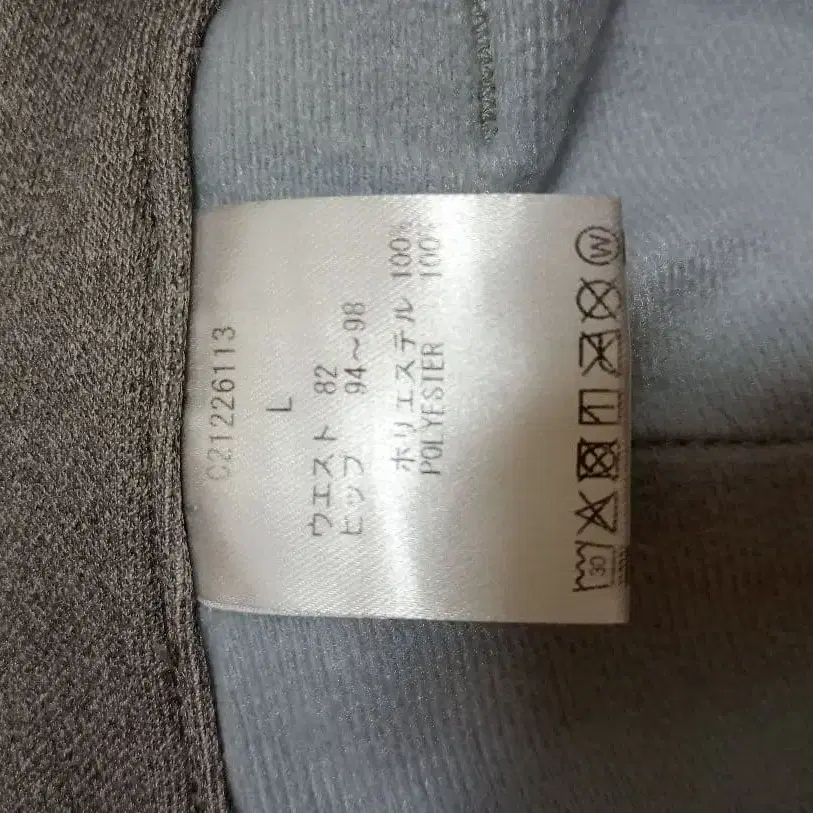 C21226113
L
ウエスト 82
ヒップ 94～98
ポリエステル 100%
POLYESTER 100%
30
W